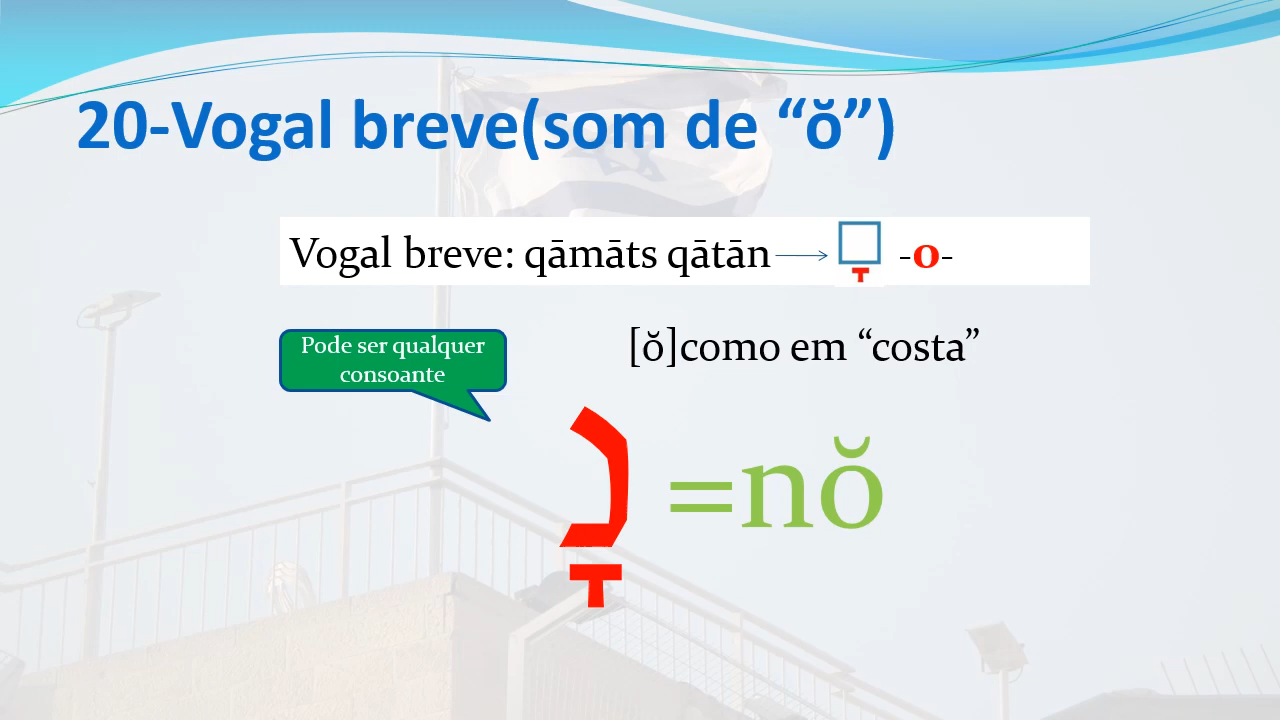 20-Vogal breve(som de “ŏ”)
Vogal breve: qāmāts qātān → □ָ -o-
Pode ser qualquer
consoante
[ŏ]como em “costa”
נָ =nŏ